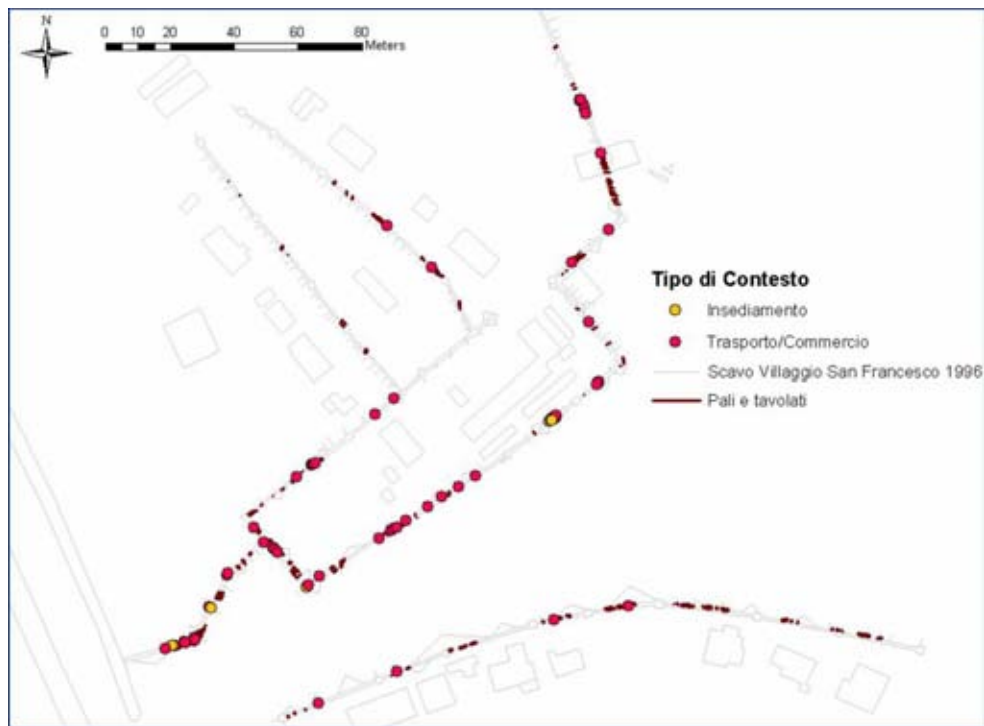 N
0 10 20 40 60 80
Meters
Tipo di Contesto
Insediamento
Trasporto/Commercio
Scavo Villaggio San Francesco 1996
Pali e tavolati